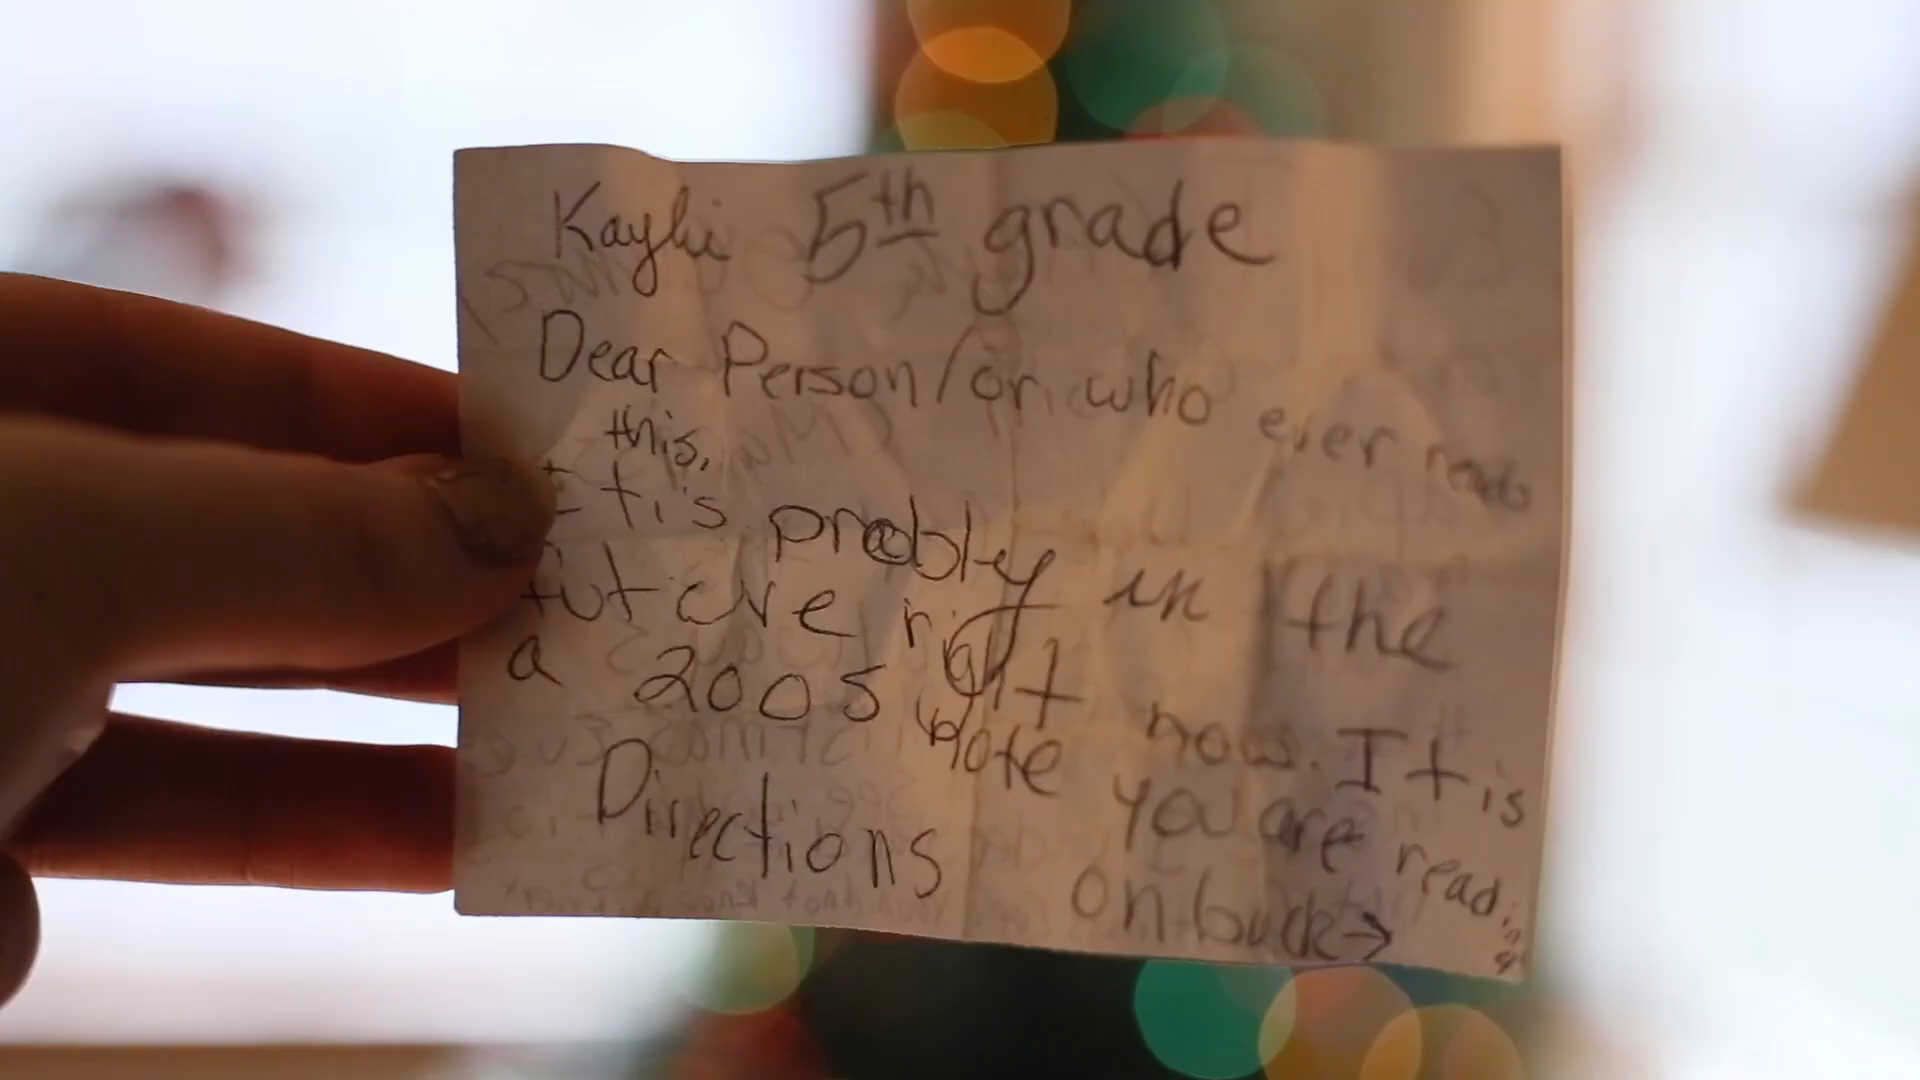 Kayli 5th grade
Dear Person/or who ever reads
this,
It is probley in the
future right now. It is
a 2005 note you are reading
Directions on back→